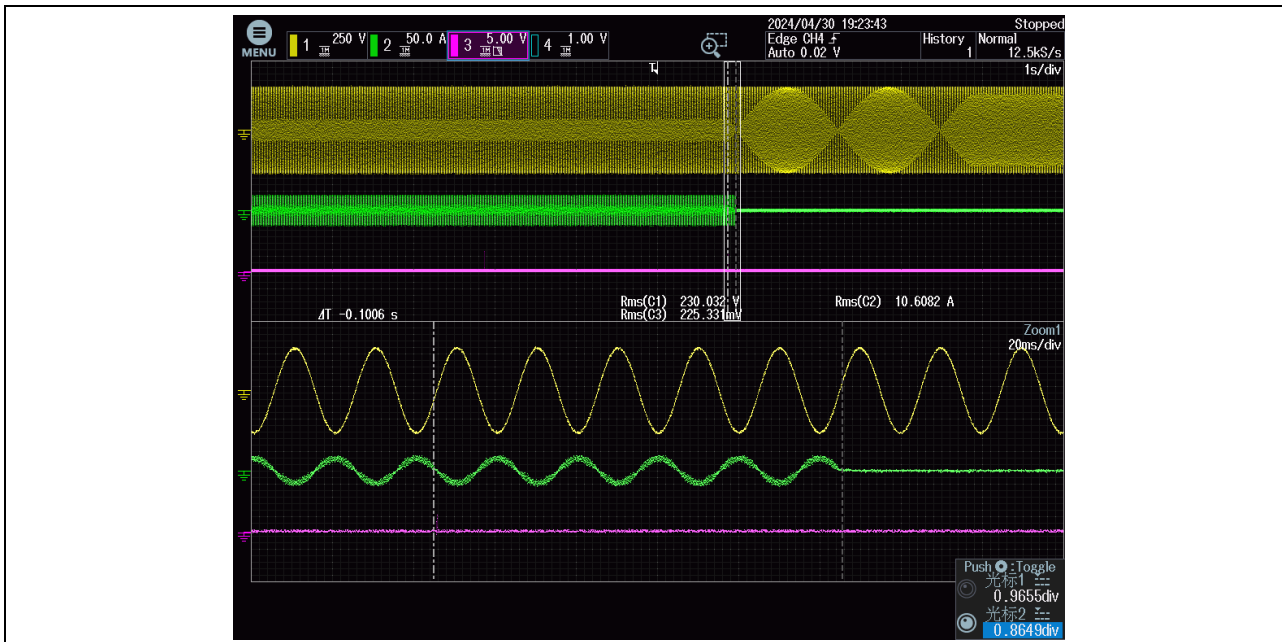 2024/04/30 19:23:43 Stopped
MENU 1 250 V 2 50.0 A 3 5.00 V 4 1.00 V Edge CH4 History Normal
Auto 0.02 V 1 12.5kS/s
1s/div
T
Rms(C1) 230.032 V Rms(C2) 10.6082 A
ΔT -0.1006 s Rms(C3) 225.331mV
Zoom1
20ms/div
Push :Toggle
光标1
0.9655div
光标2
0.8649div